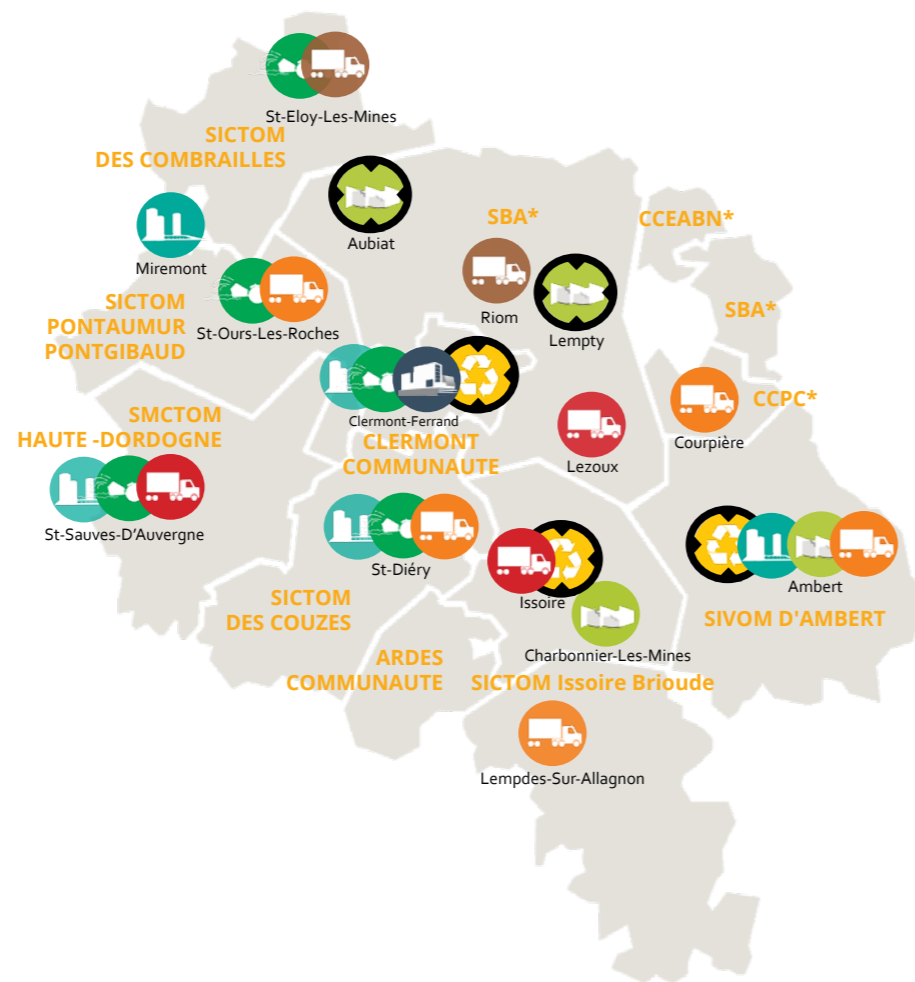 St-Eloy-Les-Mines
SICTOM
DES COMBRAILLES
Aubiat
SBA*
CCEABN*
Miremont
SICTOM
PONTAUMUR
PONTGIBAUD
St-Ours-Les-Roches
Riom
Lempty
SBA*
Clermont-Ferrand
CLERMONT
COMMUNAUTE
Lezoux
Courpière
CCPC*
SMCTOM
HAUTE -DORDOGNE
St-Sauves-D'Auvergne
St-Diéry
SICTOM
DES COUZES
Issoire
Ambert
SIVOM D'AMBERT
Charbonnier-Les-Mines
ARDES
COMMUNAUTE
SICTOM Issoire Brioude
Lempdes-Sur-Allagnon